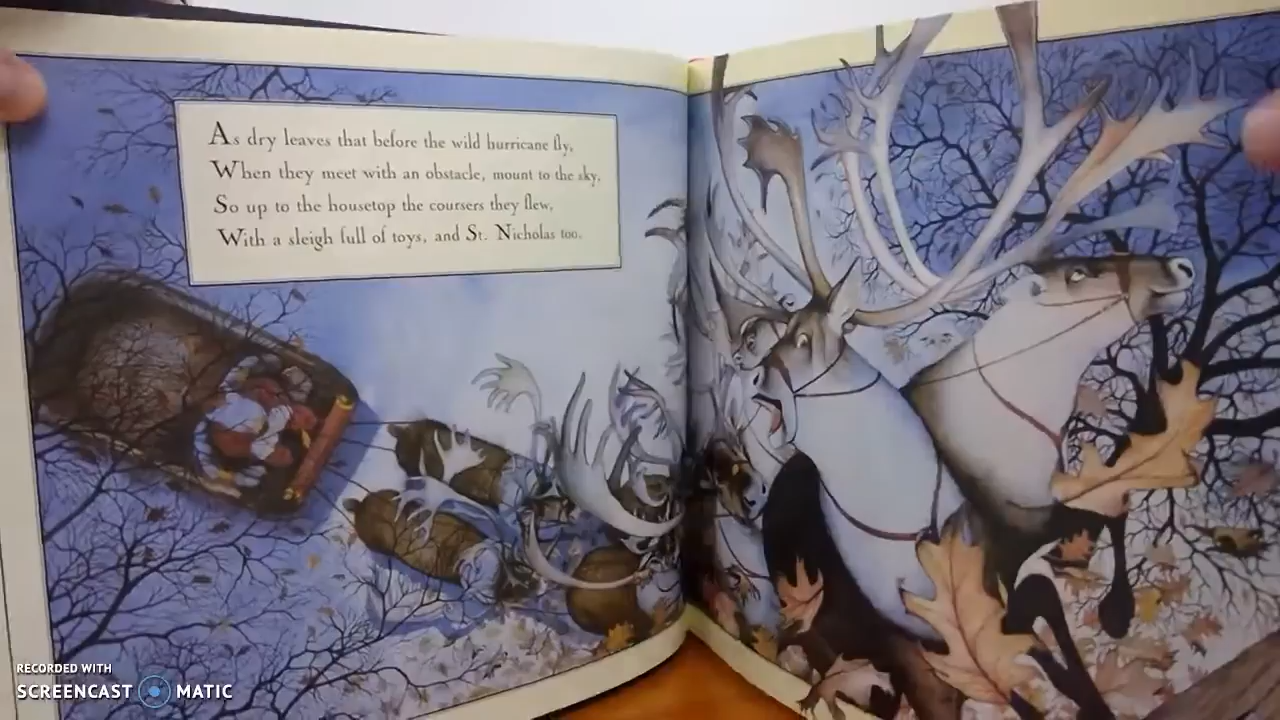 As dry leaves that before the wild hurricane fly,
When they meet with an obstacle, mount to the sky,
So up to the housetop the coursers they flew,
With a sleigh full of toys, and St. Nicholas too.
RECORDED WITH
SCREENCAST MATIC